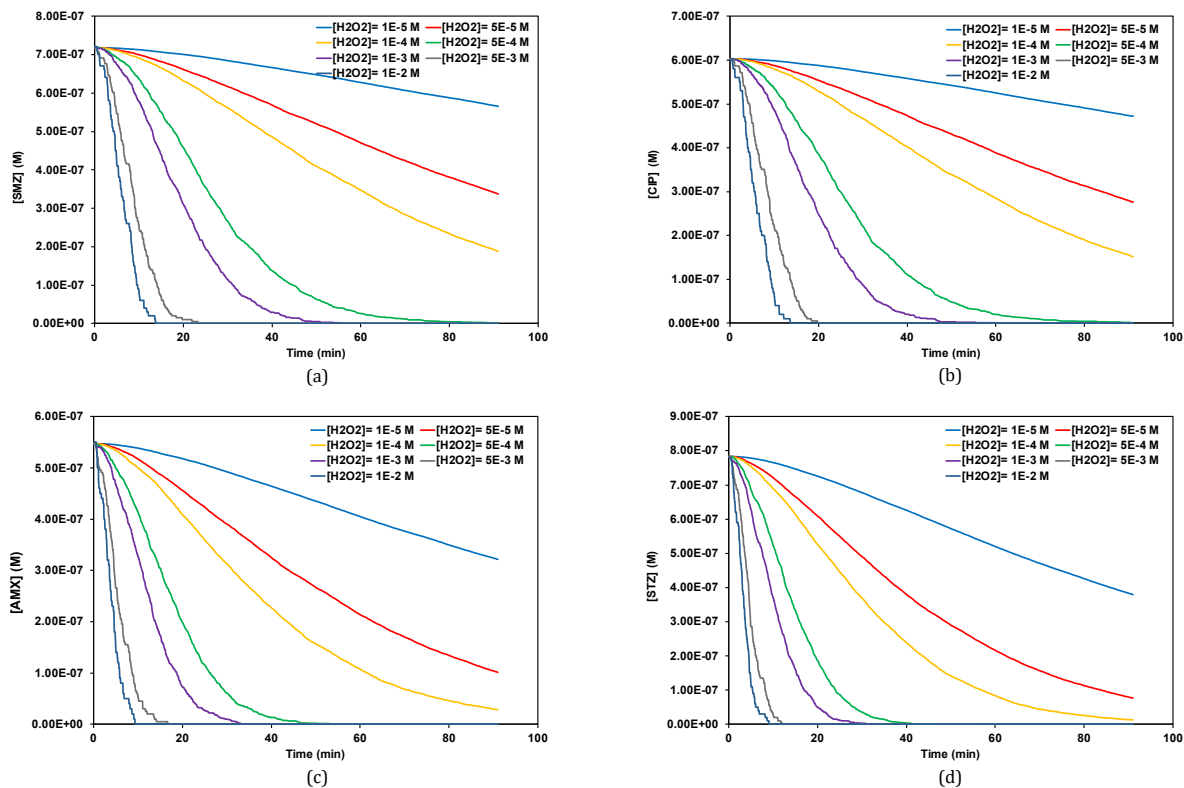 8.00E-07
7.00E-07
6.00E-07
5.00E-07
4.00E-07
3.00E-07
2.00E-07
1.00E-07
0.00E+00
[SMZ] (M)
[H2O2]= 1E-5 M [H2O2]= 5E-5 M
[H2O2]= 1E-4 M [H2O2]= 5E-4 M
[H2O2]= 1E-3 M [H2O2]= 5E-3 M
[H2O2]= 1E-2 M
0 20 40 60 80 100
Time (min)
(a)
7.00E-07
6.00E-07
5.00E-07
4.00E-07
3.00E-07
2.00E-07
1.00E-07
0.00E+00
[CIP] (M)
[H2O2]= 1E-5 M [H2O2]= 5E-5 M
[H2O2]= 1E-4 M [H2O2]= 5E-4 M
[H2O2]= 1E-3 M [H2O2]= 5E-3 M
[H2O2]= 1E-2 M
0 20 40 60 80 100
Time (min)
(b)
6.00E-07
5.00E-07
4.00E-07
3.00E-07
2.00E-07
1.00E-07
0.00E+00
[AMX] (M)
[H2O2]= 1E-5 M [H2O2]= 5E-5 M
[H2O2]= 1E-4 M [H2O2]= 5E-4 M
[H2O2]= 1E-3 M [H2O2]= 5E-3 M
[H2O2]= 1E-2 M
0 20 40 60 80 100
Time (min)
(c)
9.00E-07
8.00E-07
7.00E-07
6.00E-07
5.00E-07
4.00E-07
3.00E-07
2.00E-07
1.00E-07
0.00E+00
[STZ] (M)
[H2O2]= 1E-5 M [H2O2]= 5E-5 M
[H2O2]= 1E-4 M [H2O2]= 5E-4 M
[H2O2]= 1E-3 M [H2O2]= 5E-3 M
[H2O2]= 1E-2 M
0 20 40 60 80 100
Time (min)
(d)